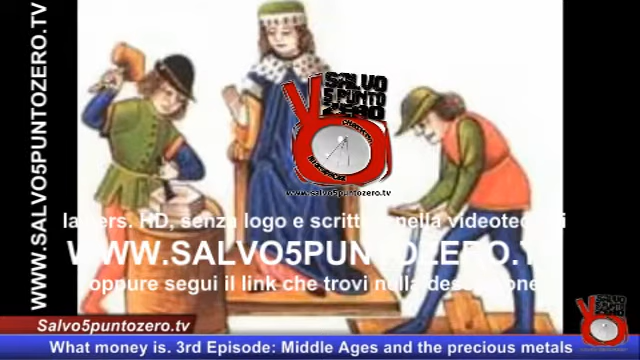 WWW.SALVO5PUNTOZERO.TV
SALVO
5 PUNTO
ZERO
www.salvo5puntozero.tv
HD, senza logo e scritte nella
WWW.SALVO5PUNTOZERO.T
oppure segui il link che trovi nella
Salvo5puntozero.tv
What money is. 3rd Episode: Middle Ages and the precious metals